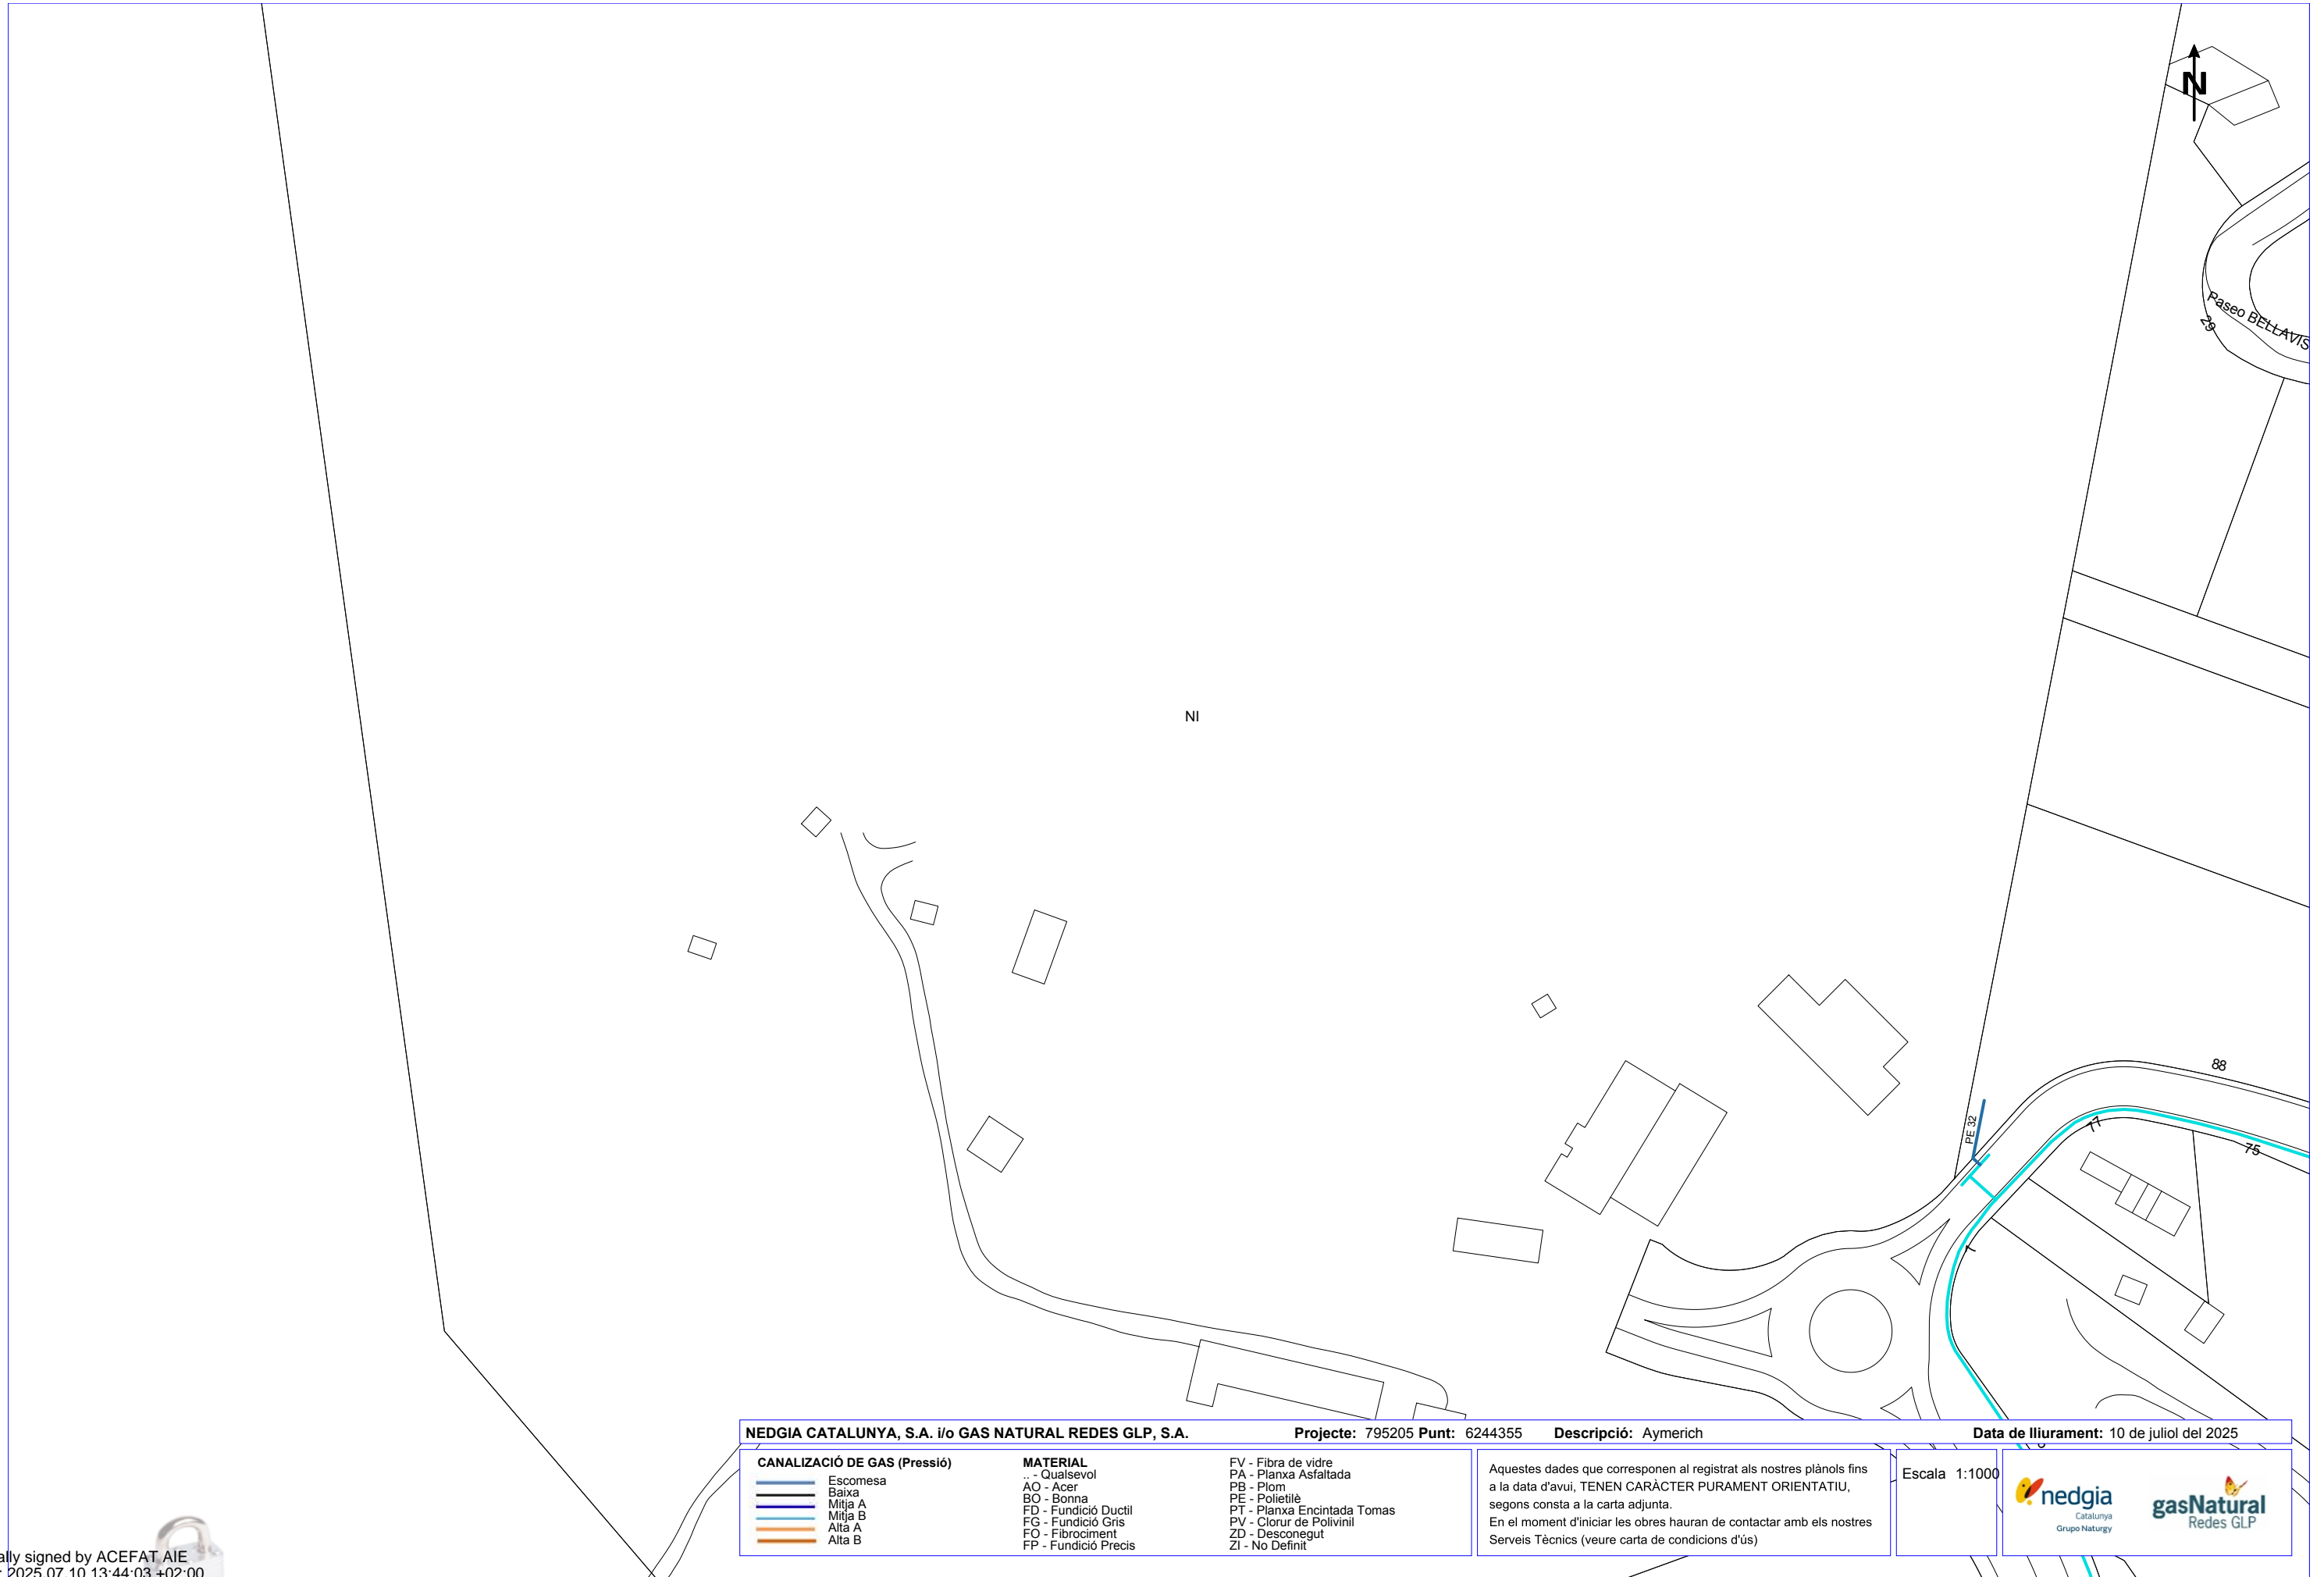 N
Paseo BELLAVIS
29
NI
88
PE 32
77
75
7
NEDGIA CATALUNYA, S.A. i/o GAS NATURAL REDES GLP, S.A. Projecte: 795205 Punt: 6244355 Descripció: Aymerich Data de lliurament: 10 de juliol del 2025
CANALIZACIÓ DE GAS (Pressió)
Escomesa
Baixa
Mitja A
Mitja B
Alta A
Alta B
MATERIAL
.. - Qualsevol
AO - Acer
BO - Bonna
FD - Fundició Ductil
FG - Fundició Gris
FO - Fibrociment
FP - Fundició Precis
FV - Fibra de vidre
PA - Planxa Asfaltada
PB - Plom
PE - Polietilè
PT - Planxa Encintada Tomas
PV - Clorur de Polivinil
ZD - Desconegut
ZI - No Definit
Aquestes dades que corresponen al registrat als nostres plànols fins
a la data d'avui, TENEN CARÀCTER PURAMENT ORIENTATIU,
segons consta a la carta adjunta.
En el moment d'iniciar les obres hauran de contactar amb els nostres
Serveis Tècnics (veure carta de condicions d'ús)
Escala 1:1000
nedgia
Catalunya
Grupo Naturgy
gasNatural
Redes GLP
ally signed by ACEFAT AIE
: 2025.07.10 13:44:03 +02:00